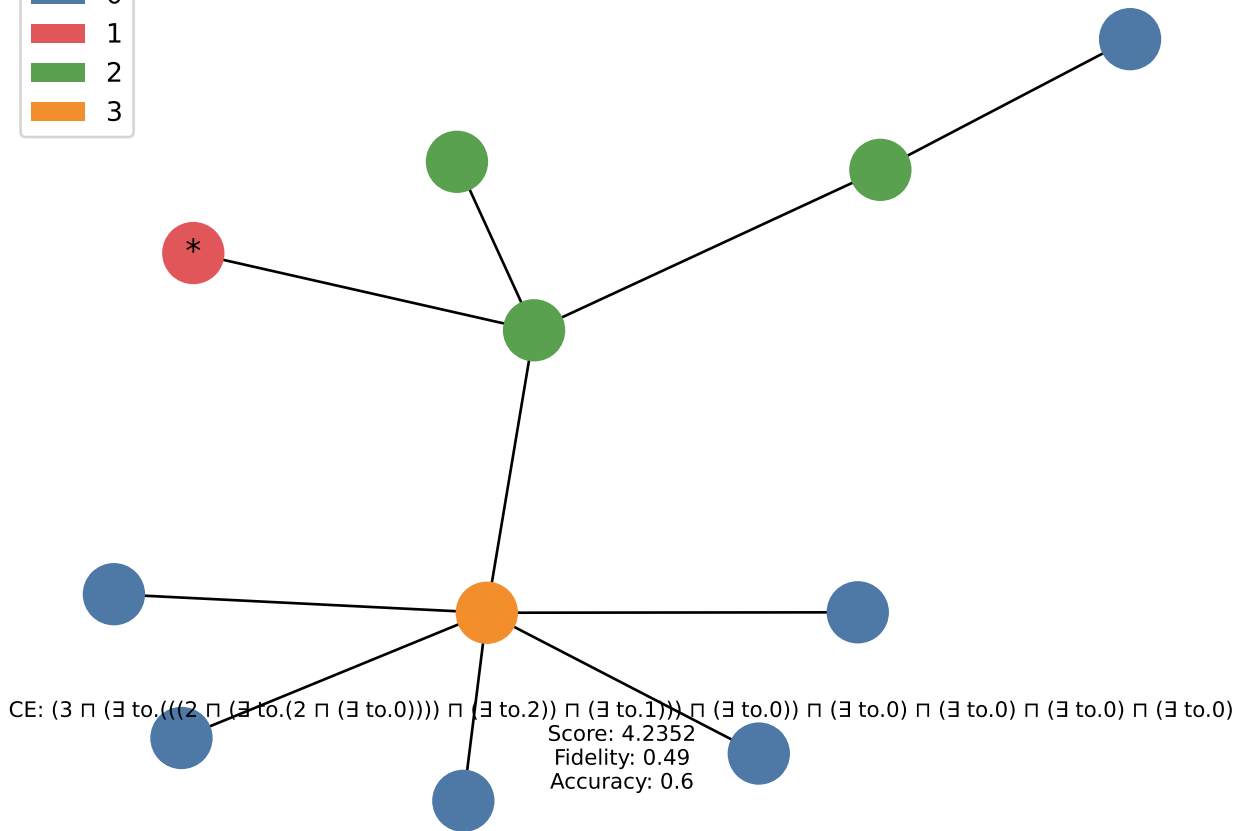 0
1
2
3
*
CE: (3 ⊓ (∃ to.(((2 ⊓ (∃ to.(2 ⊓ (∃ to.0)))) ⊓ (∃ to.2)) ⊓ (∃ to.1))) ⊓ (∃ to.0)) ⊓ (∃ to.0) ⊓ (∃ to.0) ⊓ (∃ to.0) ⊓ (∃ to.0)
Score: 4.2352
Fidelity: 0.49
Accuracy: 0.6